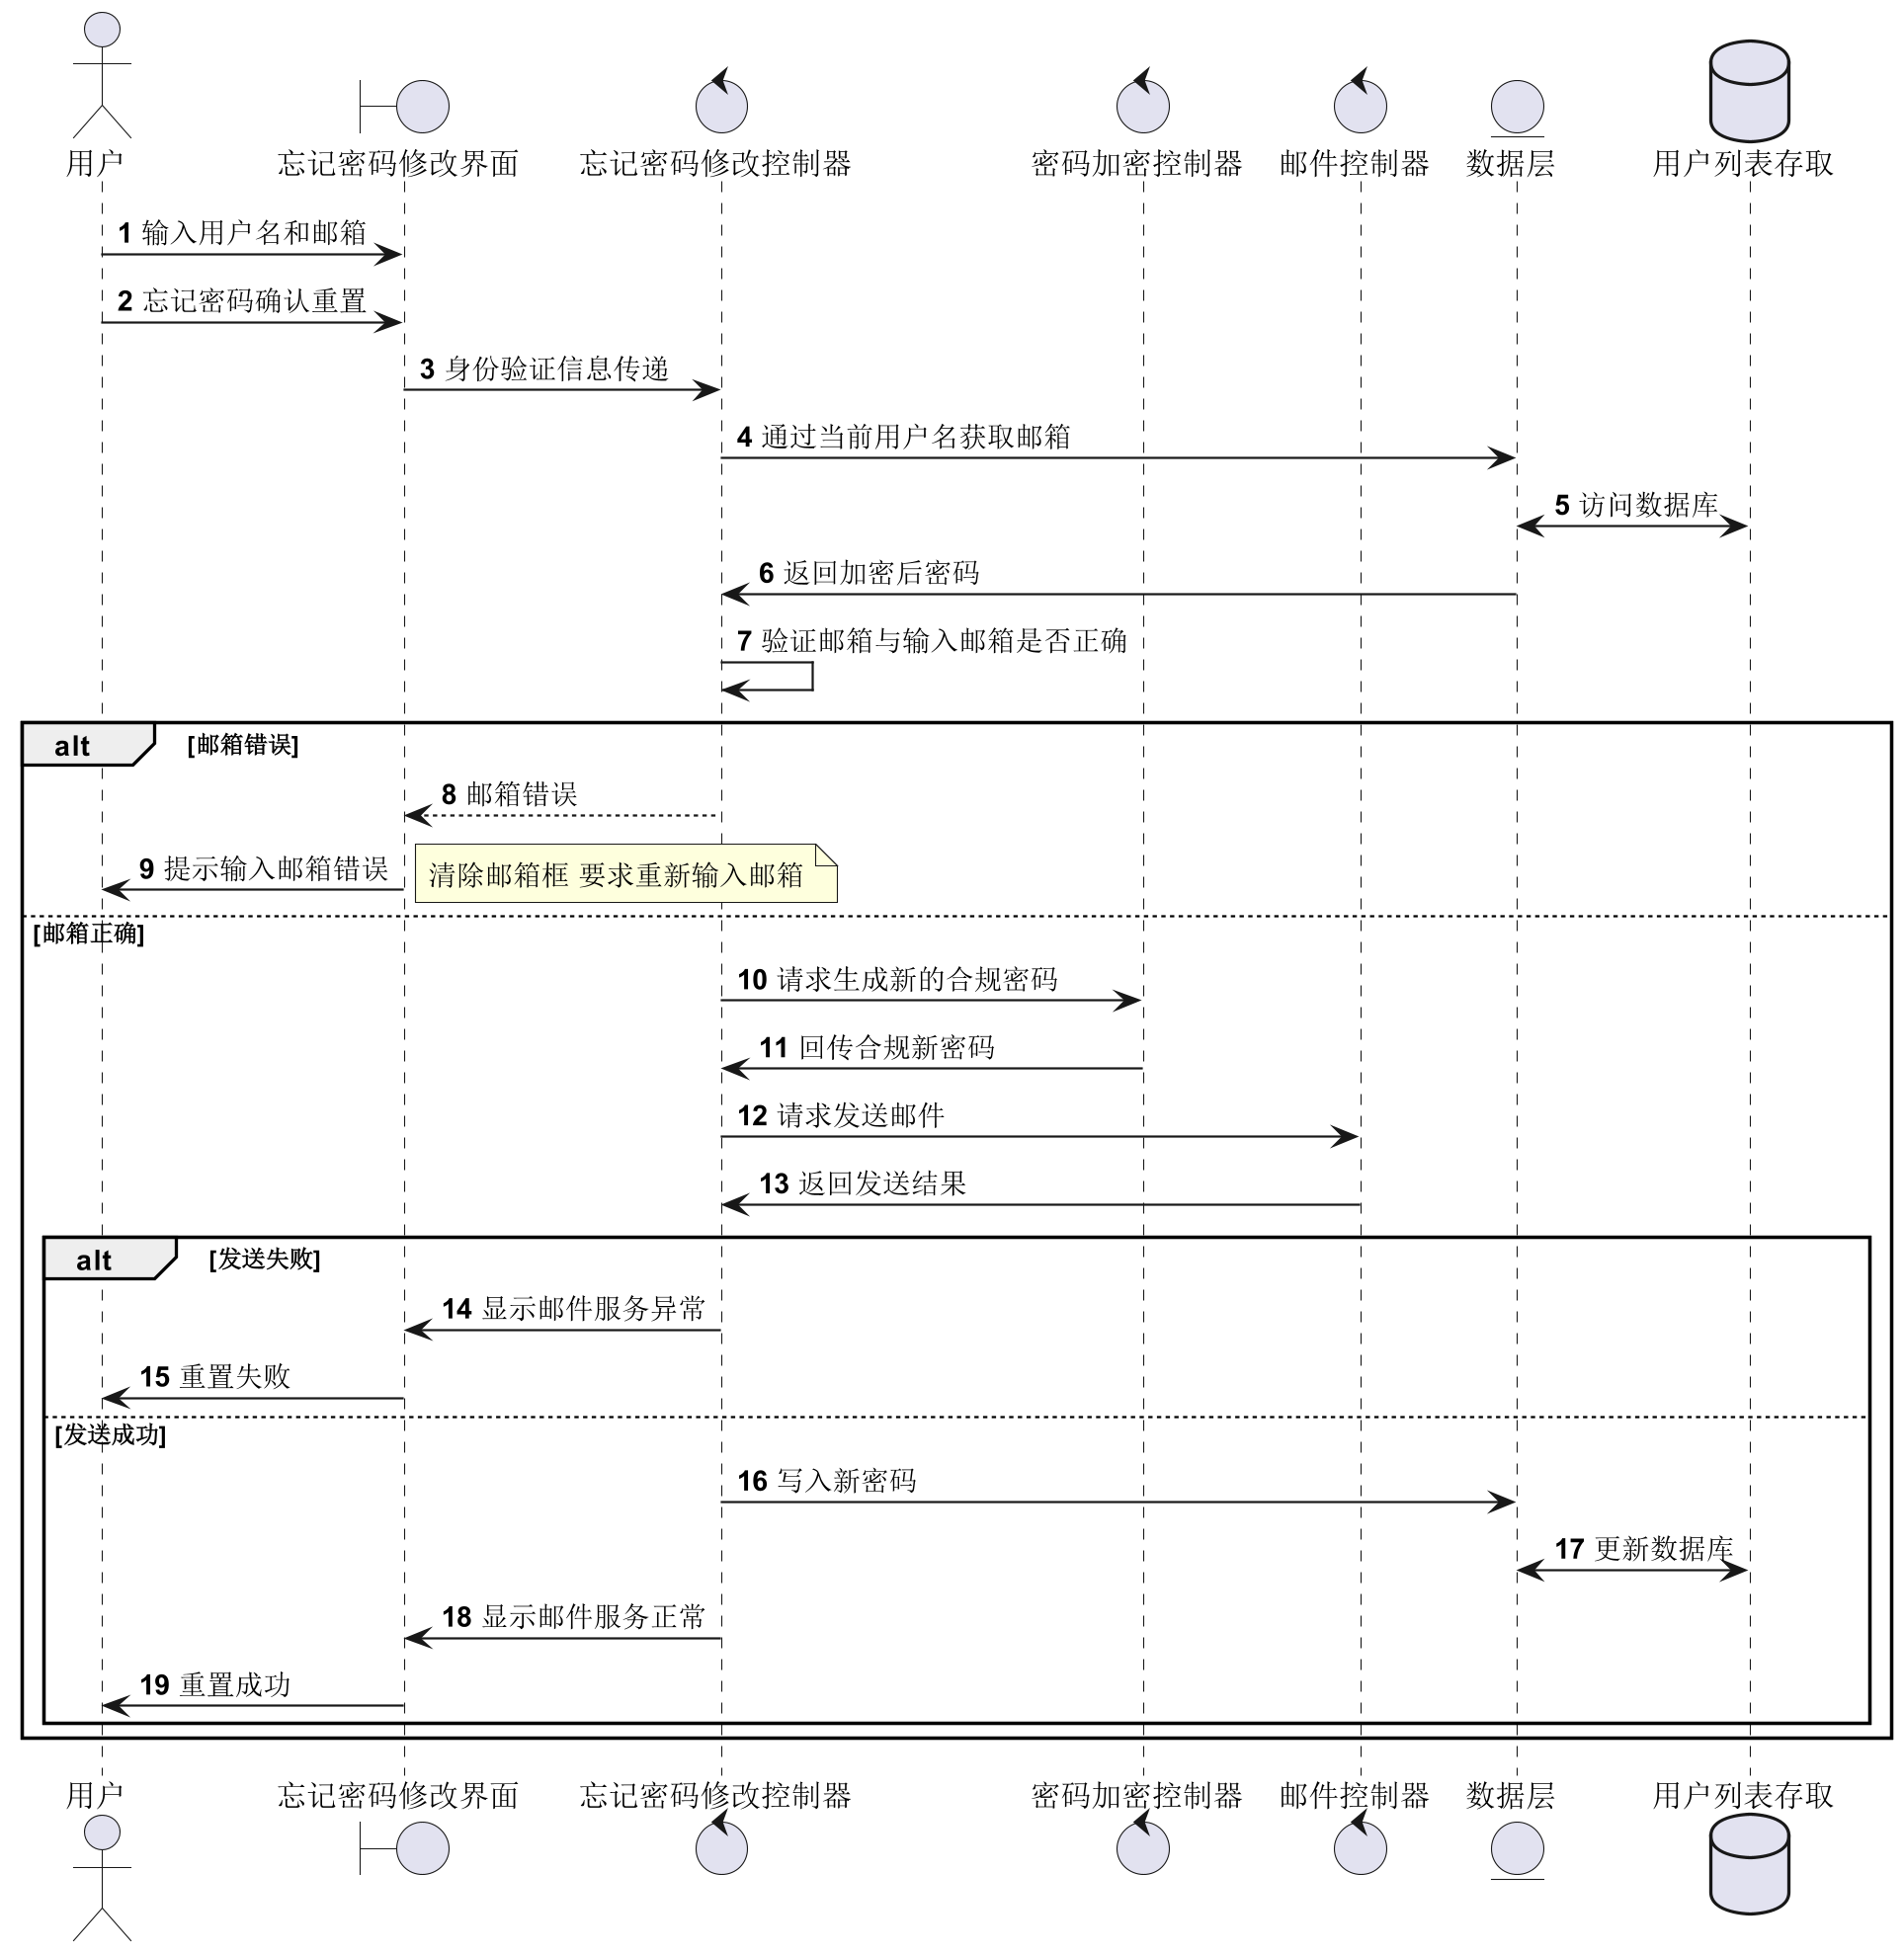 用户
忘记密码修改界面
忘记密码修改控制器
密码加密控制器
邮件控制器
数据层
用户列表存取
1 输入用户名和邮箱
2 忘记密码确认重置
3 身份验证信息传递
4 通过当前用户名获取邮箱
5 访问数据库
6 返回加密后密码
7 验证邮箱与输入邮箱是否正确
alt [邮箱错误]
8 邮箱错误
9 提示输入邮箱错误
清除邮箱框 要求重新输入邮箱
[邮箱正确]
10 请求生成新的合规密码
11 回传合规新密码
12 请求发送邮件
13 返回发送结果
alt [发送失败]
14 显示邮件服务异常
15 重置失败
[发送成功]
16 写入新密码
17 更新数据库
18 显示邮件服务正常
19 重置成功
用户
忘记密码修改界面
忘记密码修改控制器
密码加密控制器
邮件控制器
数据层
用户列表存取